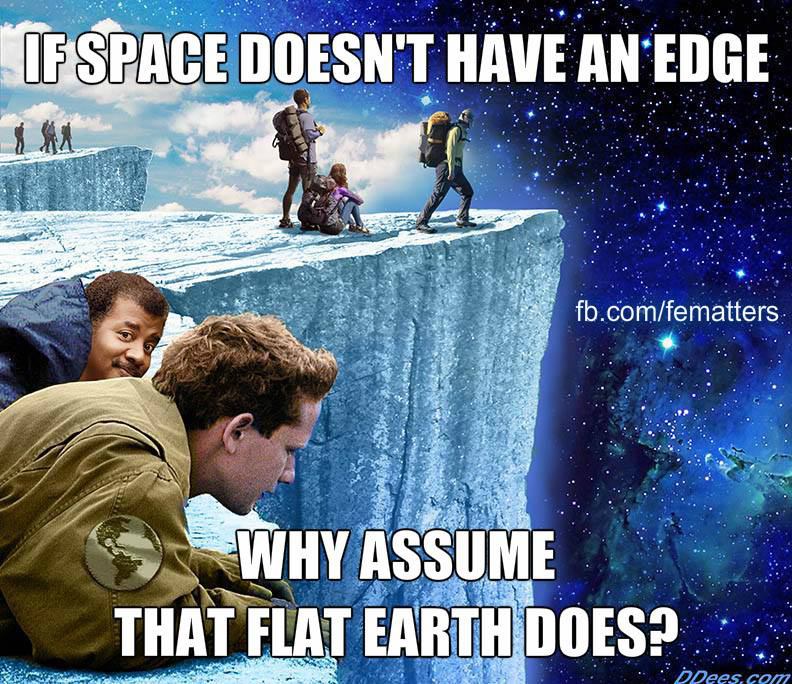 IF SPACE DOESN'T HAVE AN EDGE
fb.com/fematters
WHY ASSUME
THAT FLAT EARTH DOES?
DDees.com